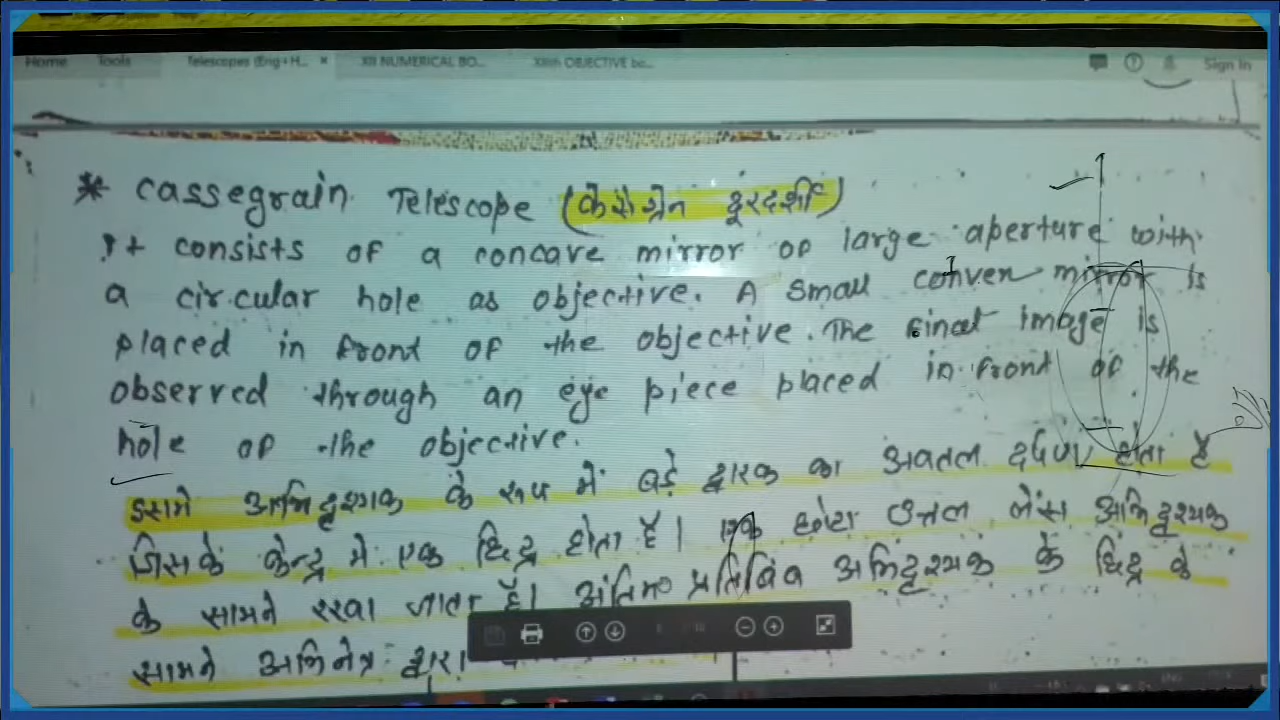 Home Tools Telescopes (Eng+H... × XII NUMERICAL BO... XIIth OBJECTIVE bo... Sign In
* Cassegrain Telescope (कैसेग्रेन दूरदर्शी)
It consists of a concave mirror of large aperture with
a circular hole as objective. A small conven mirror is
placed in front of the objective. The final image is
observed through an eye piece placed in front of the
hole of the objective.
इसमे अभिदृश्यक के रूप में बड़े द्वारक का अवतल दर्पण होता है
जिसके केन्द्र मे एक छिद्र होता है। एक छोटा उत्तल लेंस अभिदृश्यक
के सामने रखा जाता है। अंतिम प्रतिबिंब अभिदृश्यक के छिद्र के
सामने अभिनेत्र द्वारा